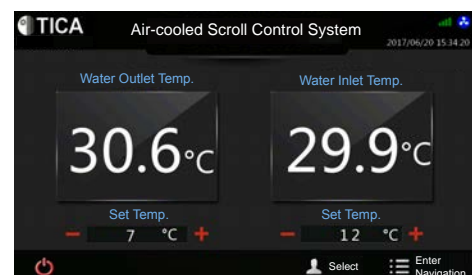 TICA
Air-cooled Scroll Control System
2017/06/20 15:34:20
Water Outlet Temp.
Water Inlet Temp.
30.6°C
29.9°C
Set Temp.
Set Temp.
− 7 °C +
− 12 °C +
Select
Enter
Navigation